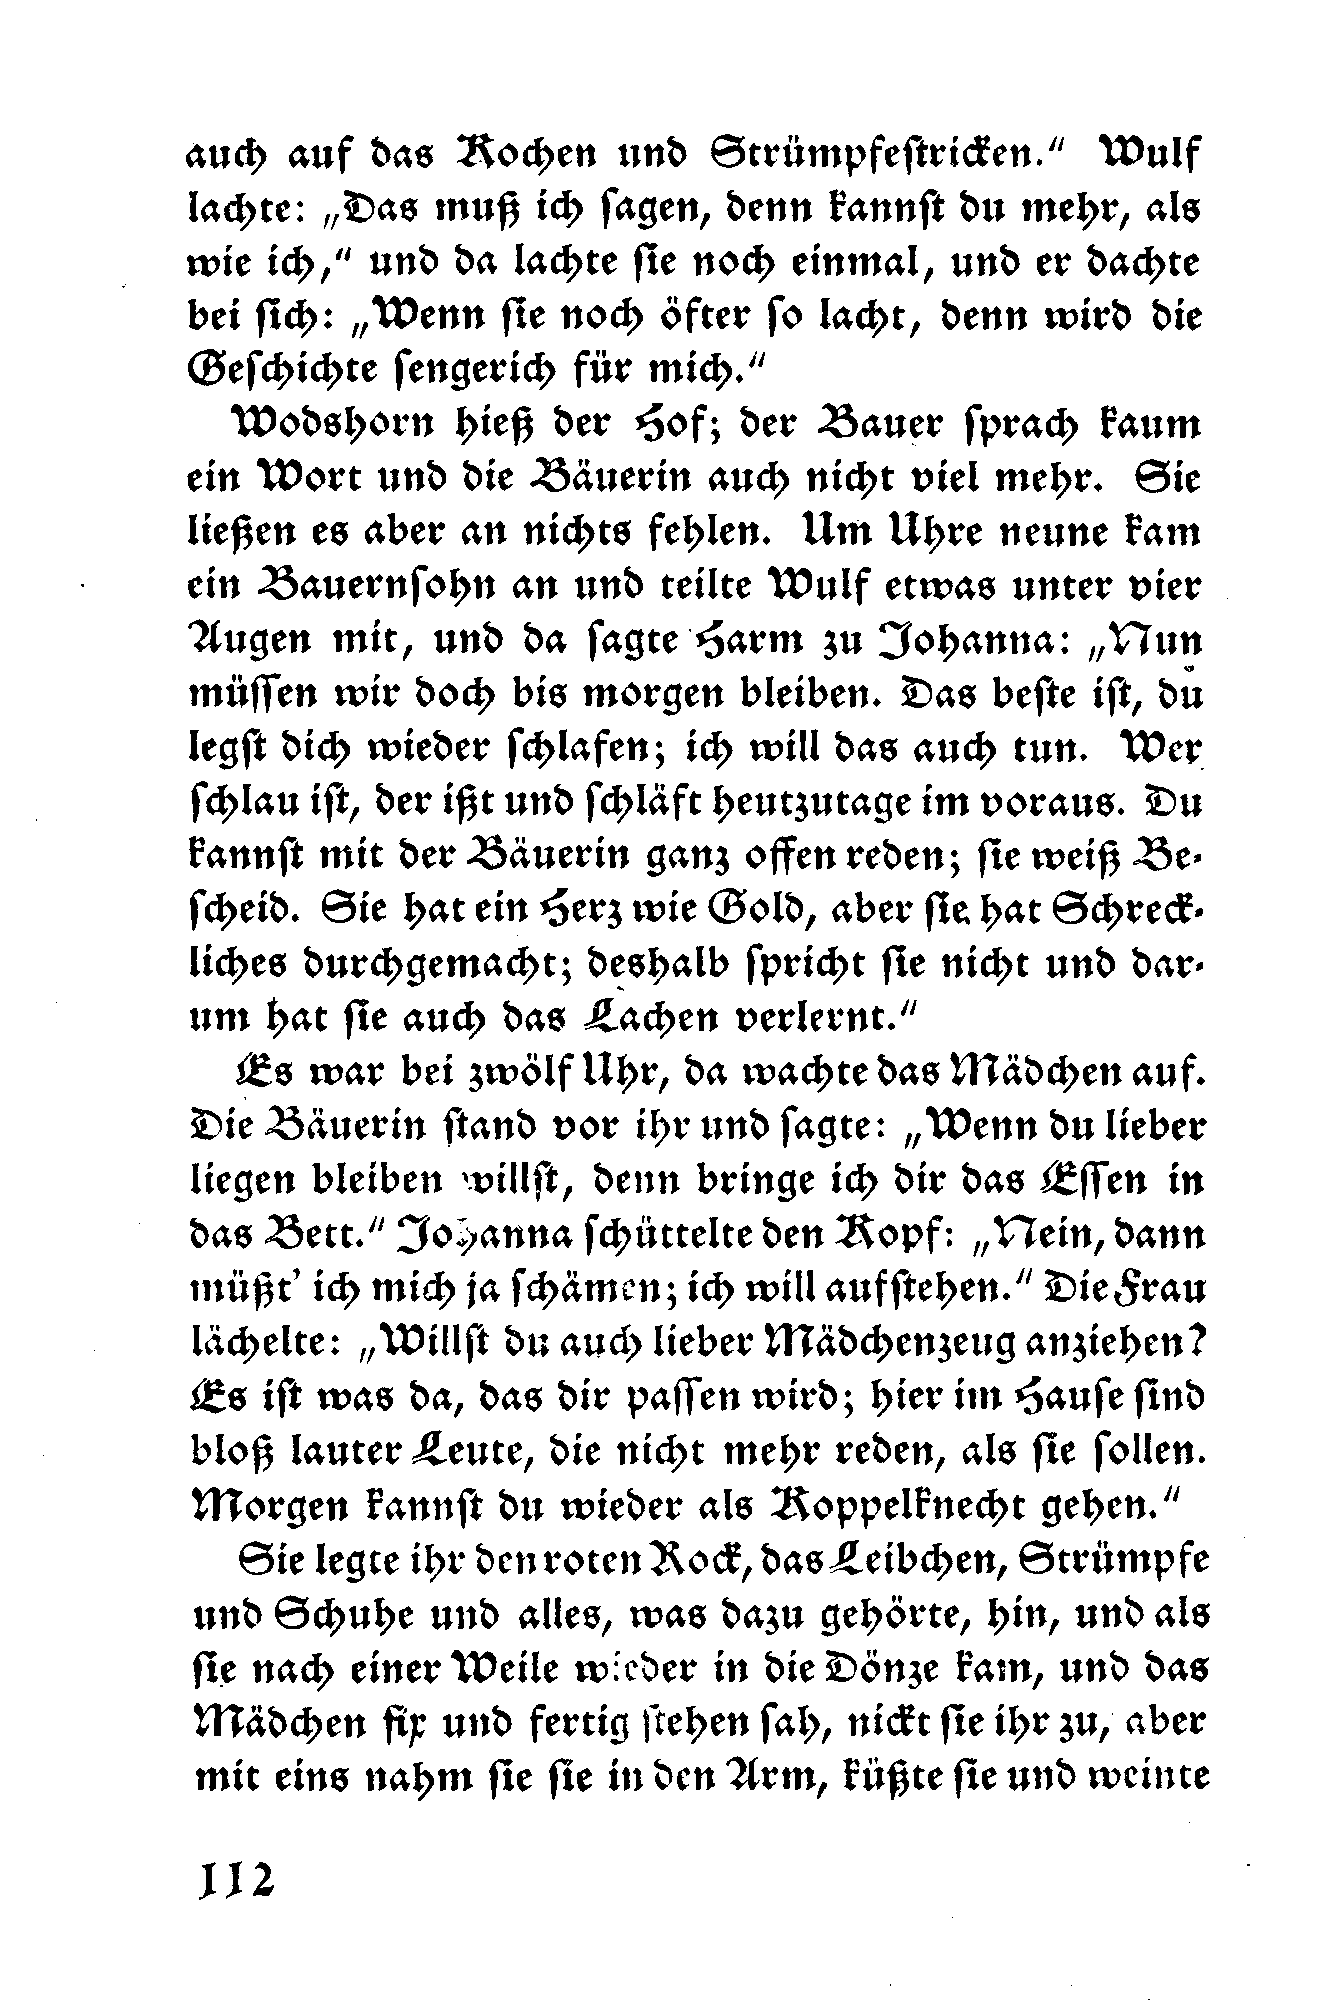 auch auf das Kochen und Strümpfestricken.“ Wulf
lachte: „Das muß ich sagen, denn kannst du mehr, als
wie ich,“ und da lachte sie noch einmal, und er dachte
bei sich: „Wenn sie noch öfter so lacht, denn wird die
Geschichte sengerich für mich.“
Wodshorn hieß der Hof; der Bauer sprach kaum
ein Wort und die Bäuerin auch nicht viel mehr. Sie
ließen es aber an nichts fehlen. Um Uhre neune kam
ein Bauernsohn an und teilte Wulf etwas unter vier
Augen mit, und da sagte Harm zu Johanna: „Nun
müssen wir doch bis morgen bleiben. Das beste ist, du
legst dich wieder schlafen; ich will das auch tun. Wer
schlau ist, der ißt und schläft heutzutage im voraus. Du
kannst mit der Bäuerin ganz offen reden; sie weiß Be-
scheid. Sie hat ein Herz wie Gold, aber sie hat Schreck-
liches durchgemacht; deshalb spricht sie nicht und dar-
um hat sie auch das Lachen verlernt.“
Es war bei zwölf Uhr, da wachte das Mädchen auf.
Die Bäuerin stand vor ihr und sagte: „Wenn du lieber
liegen bleiben willst, denn bringe ich dir das Essen in
das Bett.“ Johanna schüttelte den Kopf: „Nein, dann
müßt’ ich mich ja schämen; ich will aufstehen.“ Die Frau
lächelte: „Willst du auch lieber Mädchenzeug anziehen?
Es ist was da, das dir passen wird; hier im Hause sind
bloß lauter Leute, die nicht mehr reden, als sie sollen.
Morgen kannst du wieder als Koppelknecht gehen.“
Sie legte ihr den roten Rock, das Leibchen, Strümpfe
und Schuhe und alles, was dazu gehörte, hin, und als
sie nach einer Weile wieder in die Dönze kam, und das
Mädchen fix und fertig stehen sah, nickt sie ihr zu, aber
mit eins nahm sie sie in den Arm, küßte sie und weinte
112